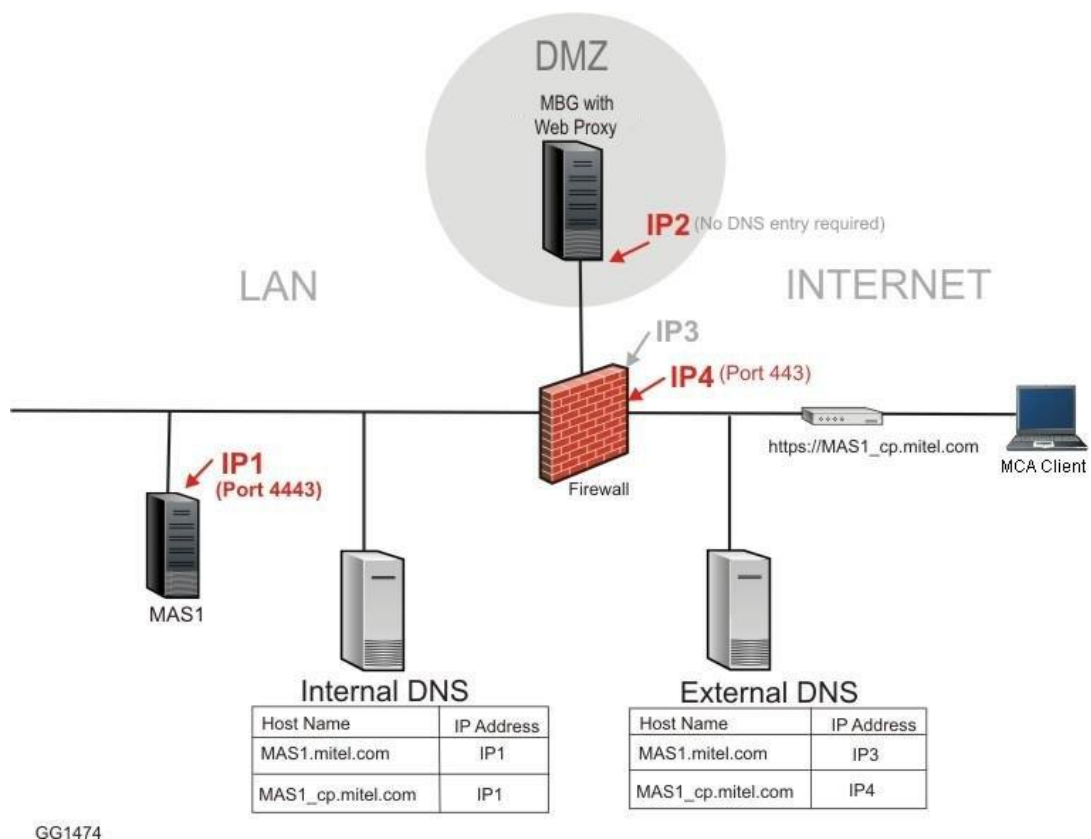 DMZ
MBG with
Web Proxy
IP2 (No DNS entry required)
LAN
INTERNET
IP3
IP4 (Port 443)
https://MAS1_cp.mitel.com
MCA Client
IP1
(Port 4443)
Firewall
MAS1
Internal DNS
Host Name IP Address
MAS1.mitel.com IP1
MAS1_cp.mitel.com IP1
External DNS
Host Name IP Address
MAS1.mitel.com IP3
MAS1_cp.mitel.com IP4
GG1474